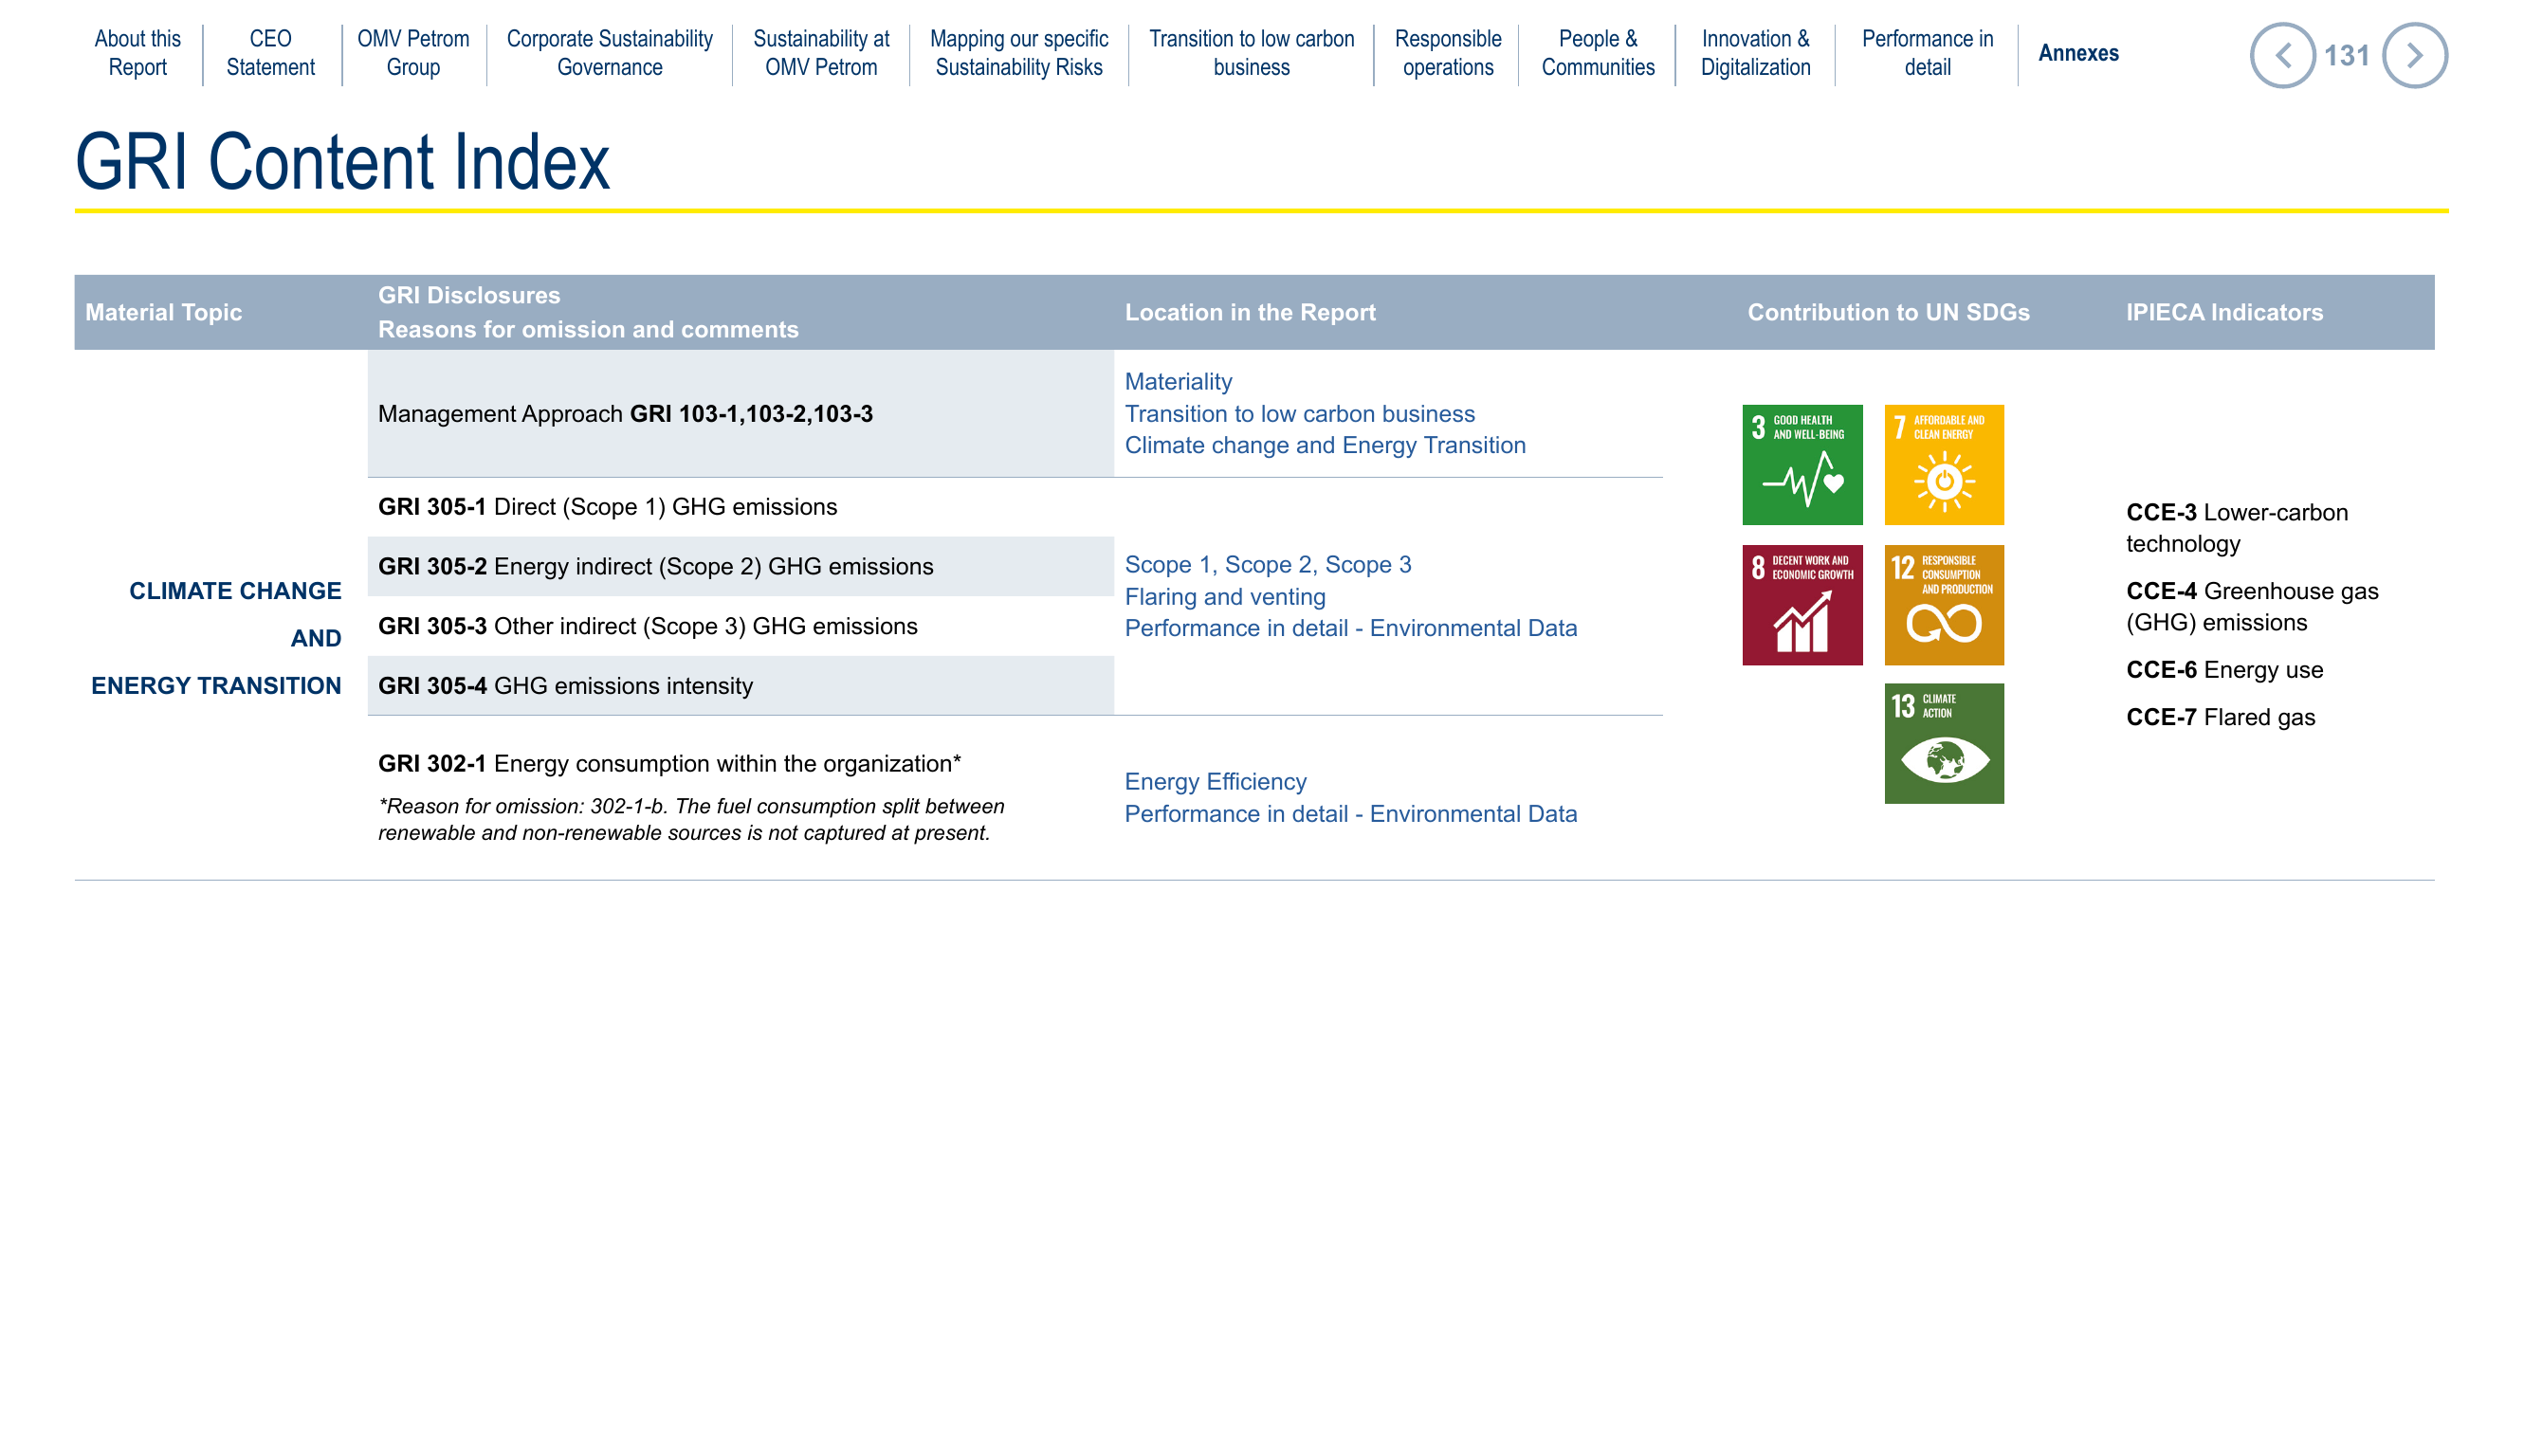 About this Report
CEO Statement
OMV Petrom Group
Corporate Sustainability Governance
Sustainability at OMV Petrom
Mapping our specific Sustainability Risks
Transition to low carbon business
Responsible operations
People & Communities
Innovation & Digitalization
Performance in detail
Annexes
131
GRI Content Index
Material Topic
GRI Disclosures
Reasons for omission and comments
Location in the Report
Contribution to UN SDGs
IPIECA Indicators
CLIMATE CHANGE
AND
ENERGY TRANSITION
Management Approach GRI 103-1,103-2,103-3
Materiality
Transition to low carbon business
Climate change and Energy Transition
GRI 305-1 Direct (Scope 1) GHG emissions
GRI 305-2 Energy indirect (Scope 2) GHG emissions
GRI 305-3 Other indirect (Scope 3) GHG emissions
GRI 305-4 GHG emissions intensity
Scope 1, Scope 2, Scope 3
Flaring and venting
Performance in detail - Environmental Data
GRI 302-1 Energy consumption within the organization*
*Reason for omission: 302-1-b. The fuel consumption split between
renewable and non-renewable sources is not captured at present.
Energy Efficiency
Performance in detail - Environmental Data
3 GOOD HEALTH
AND WELL-BEING
7 AFFORDABLE AND
CLEAN ENERGY
8 DECENT WORK AND
ECONOMIC GROWTH
12 RESPONSIBLE
CONSUMPTION
AND PRODUCTION
13 CLIMATE
ACTION
CCE-3 Lower-carbon
technology
CCE-4 Greenhouse gas
(GHG) emissions
CCE-6 Energy use
CCE-7 Flared gas